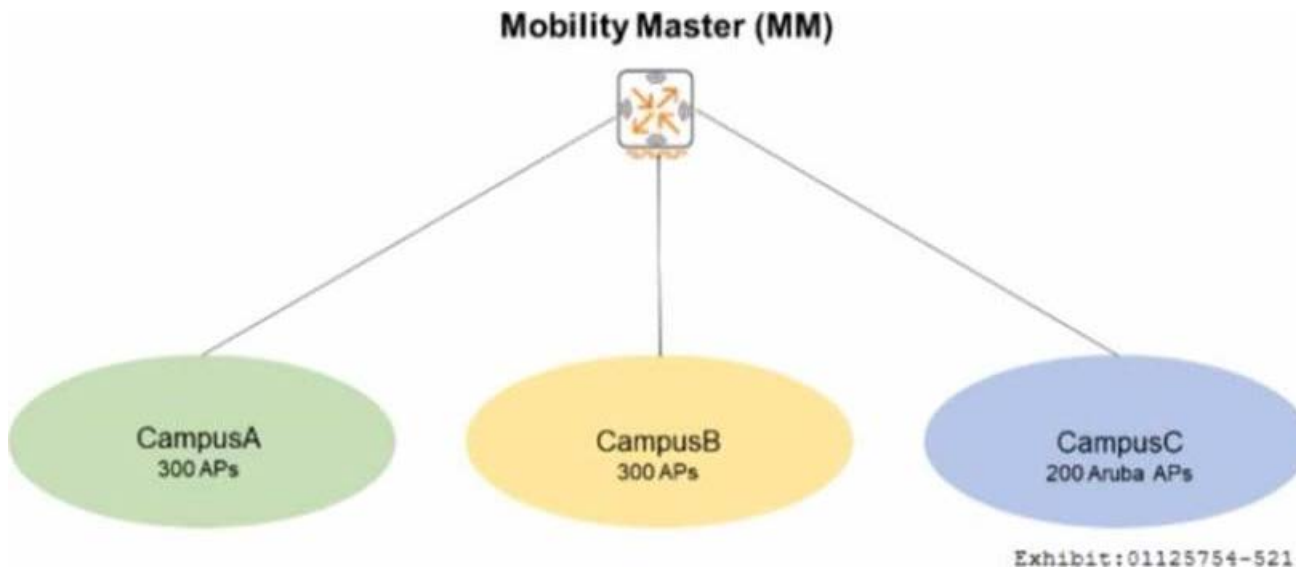 Mobility Master (MM)
CampusA
300 APs
CampusB
300 APs
CampusC
200 Aruba APs
Exhibit:01125754-521